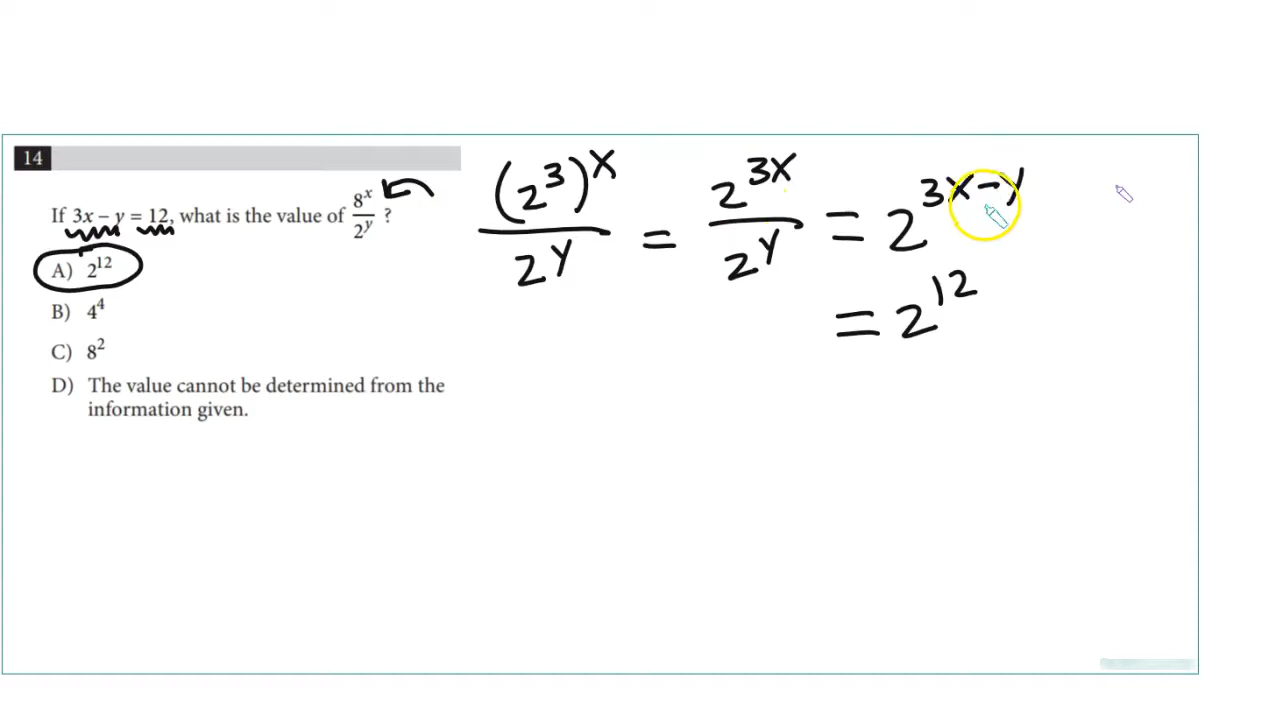 14
If 3x − y = 12, what is the value of 8^x/2^y ?
A) 2^12
B) 4^4
C) 8^2
D) The value cannot be determined from the
information given.
(2^3)^x/2^y = 2^3x/2^y = 2^3x−y
= 2^12